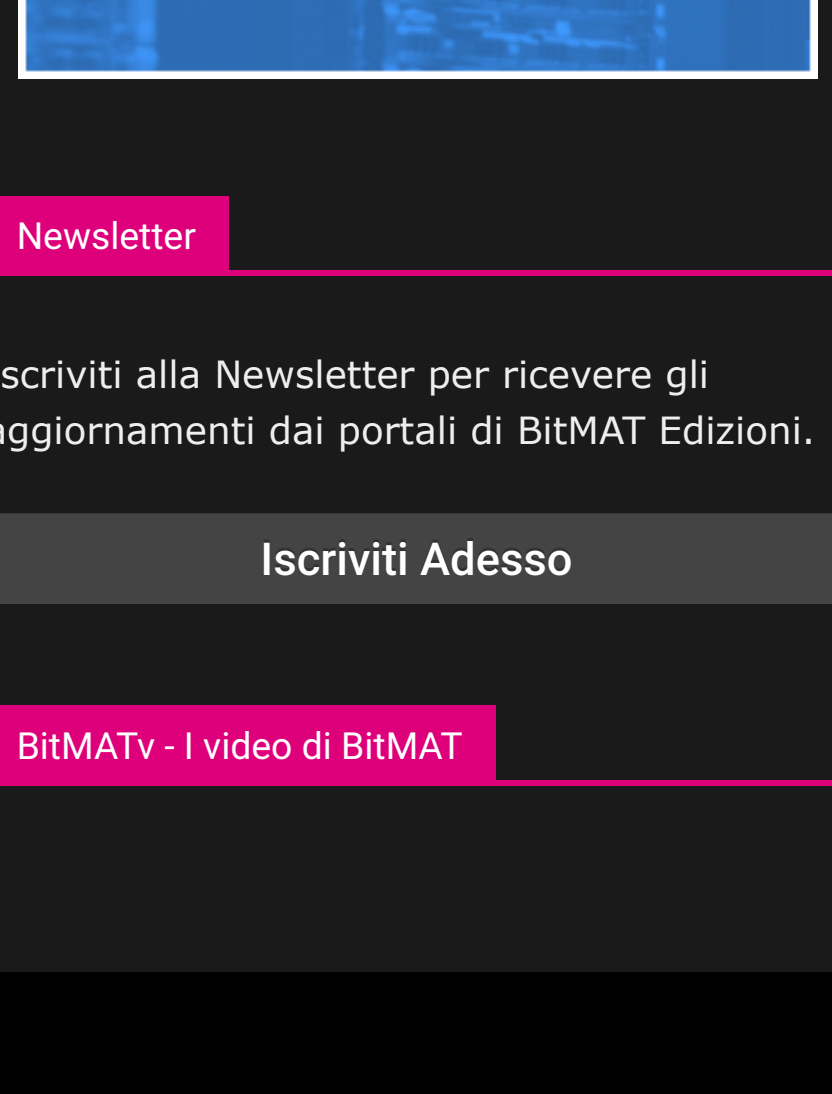 Newsletter
scriviti alla Newsletter per ricevere gli
aggiornamenti dai portali di BitMAT Edizioni.
Iscriviti Adesso
BitMATv - I video di BitMAT